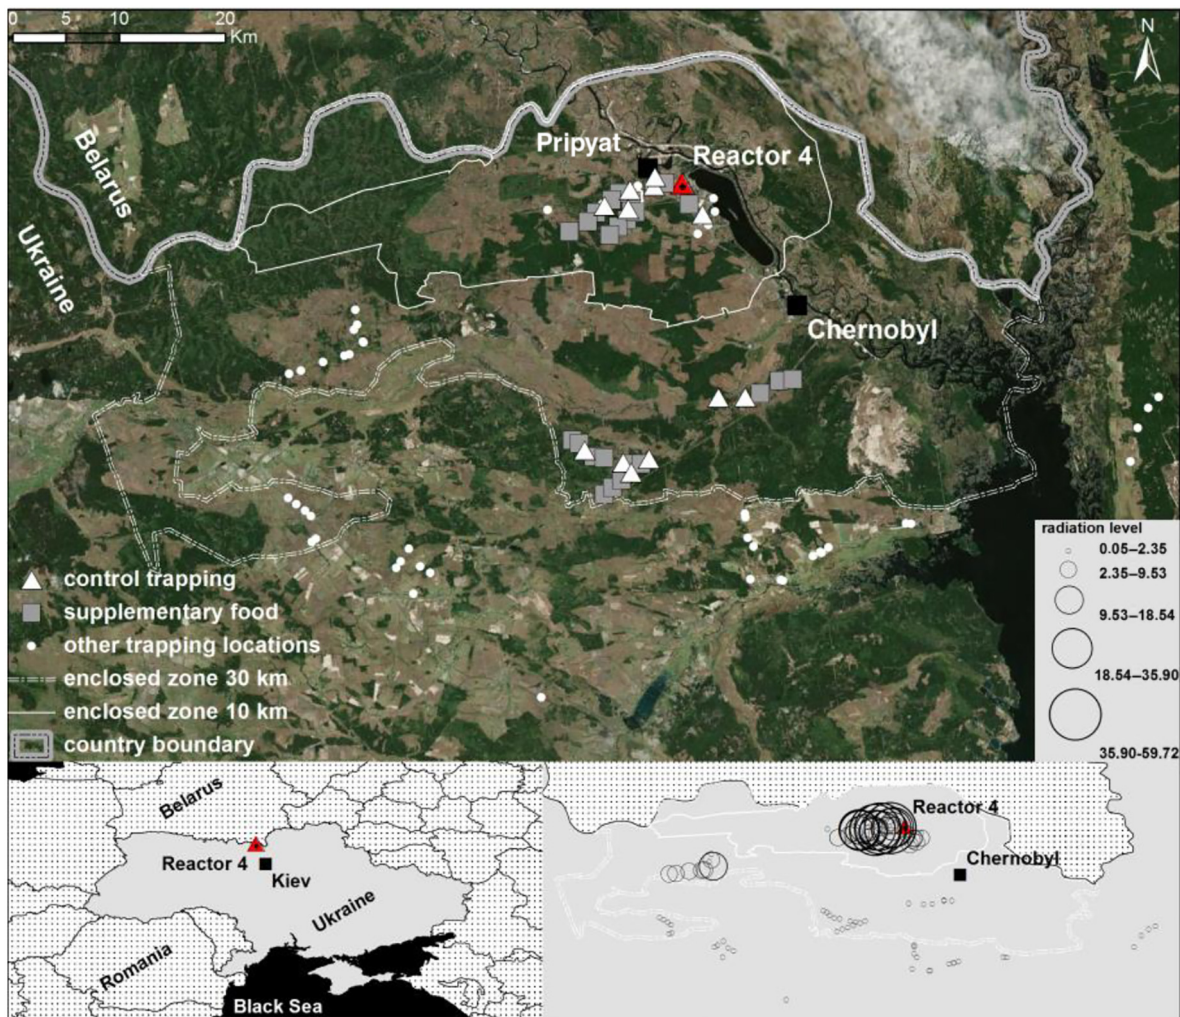 0 5 10 20
Km
N
Belarus
Ukraine
Pripyat
Reactor 4
Chernobyl
control trapping
supplementary food
other trapping locations
enclosed zone 30 km
enclosed zone 10 km
country boundary
radiation level
0.05–2.35
2.35–9.53
9.53–18.54
18.54–35.90
35.90-59.72
Belarus
Reactor 4
Kiev
Ukraine
Romania
Black Sea
Reactor 4
Chernobyl